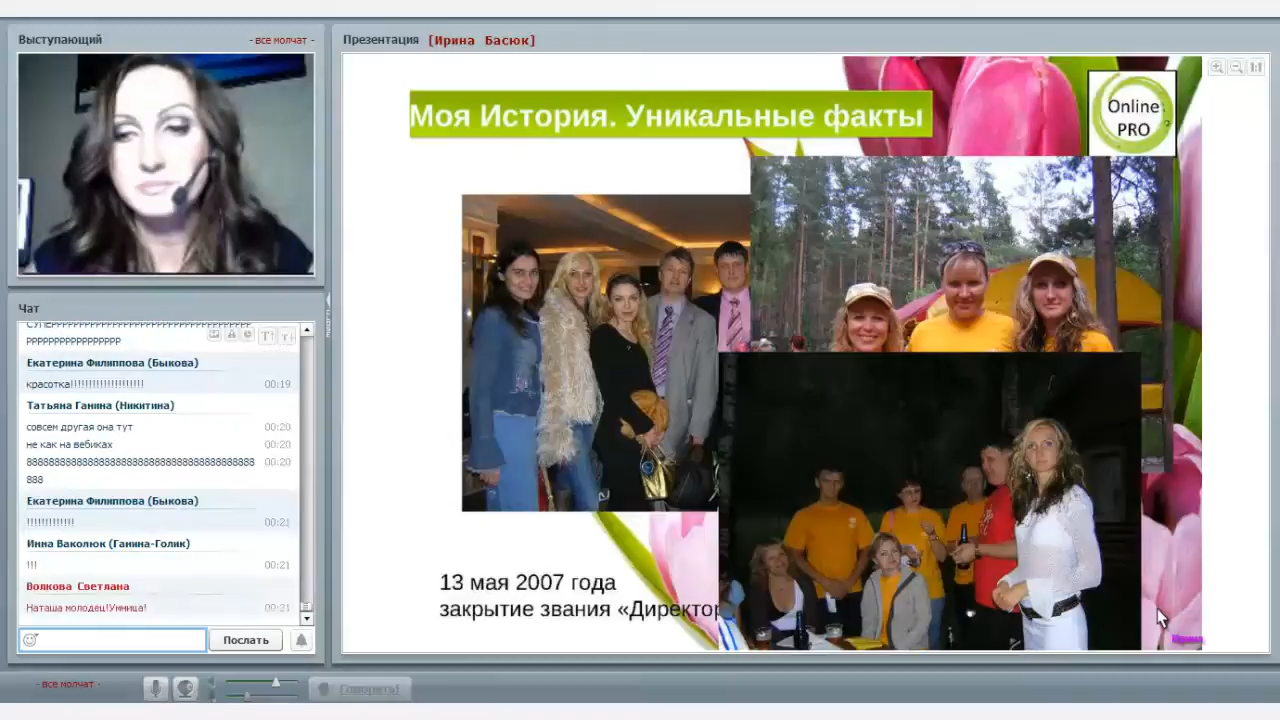 Выступающий
- все молчат -
Презентация [Ирина Басюк]
Моя История. Уникальные факты
Online
PRO
13 мая 2007 года
закрытие звания «Директор
Чат
РРРРРРРРРРРРРРРРР
Екатерина Филиппова (Быкова)
красотка!!!!!!!!!!!!!!!!!!!! 00:19
Татьяна Ганина (Никитина)
совсем другая она тут 00:20
не как на вебиках 00:20
00:20
888
Екатерина Филиппова (Быкова)
!!!!!!!!!!!!! 00:21
Инна Ваколюк (Ганина-Голик)
!!! 00:21
Волкова Светлана
Наташа молодец!Умница! 00:21
Послать
- все молчат -
Ирина